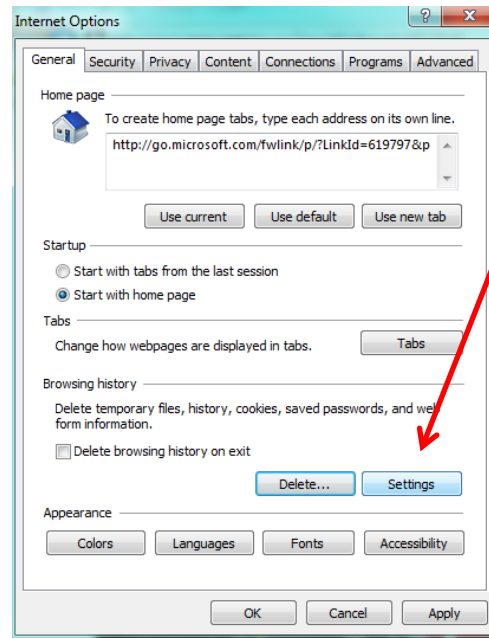 Internet Options
General Security Privacy Content Connections Programs Advanced
Home page
To create home page tabs, type each address on its own line.
http://go.microsoft.com/fwlink/p/?LinkId=619797&p
Use current Use default Use new tab
Startup
Start with tabs from the last session
Start with home page
Tabs
Change how webpages are displayed in tabs. Tabs
Browsing history
Delete temporary files, history, cookies, saved passwords, and web
form information.
Delete browsing history on exit
Delete... Settings
Appearance
Colors Languages Fonts Accessibility
OK Cancel Apply